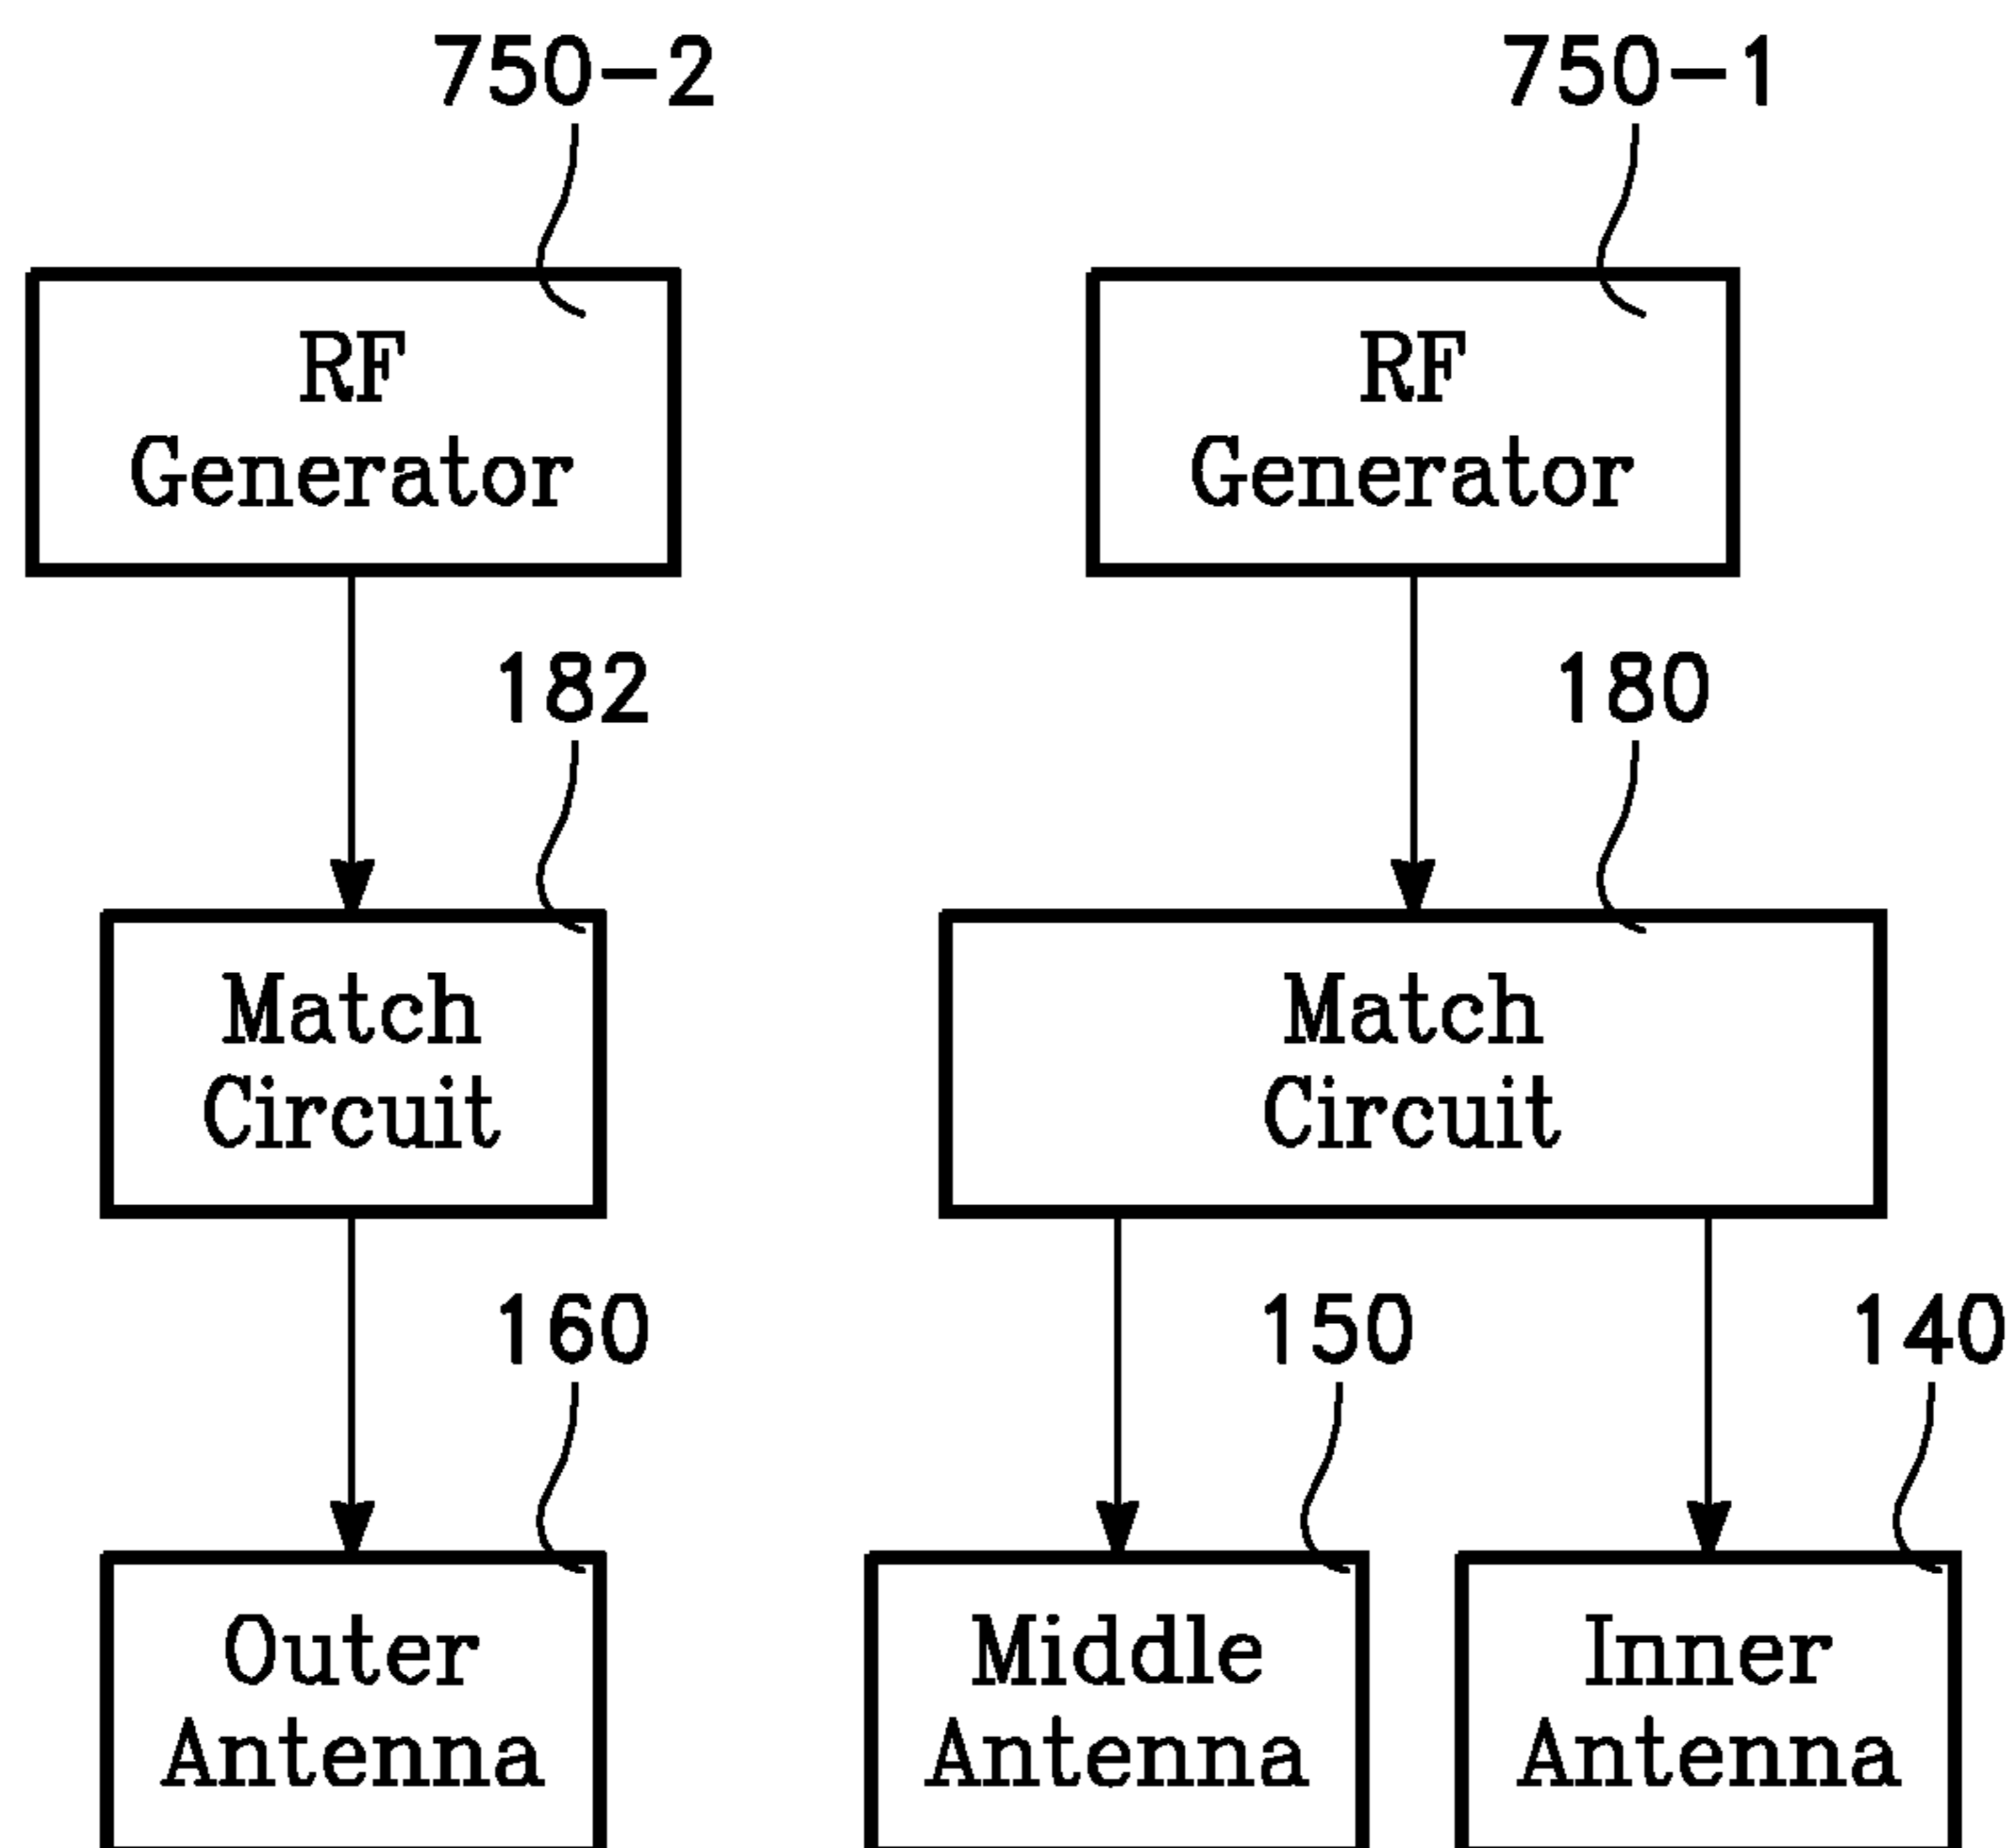 750-2
750-1
RF
Generator
RF
Generator
182
180
Match
Circuit
Match
Circuit
160
150
140
Outer
Antenna
Middle
Antenna
Inner
Antenna